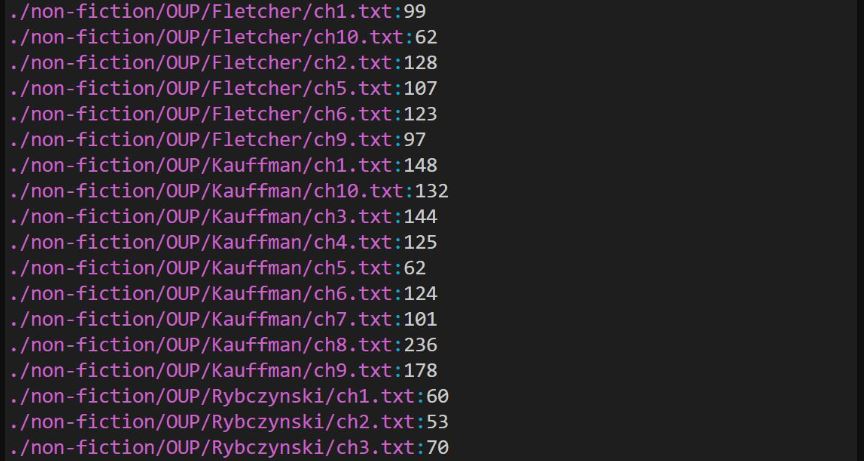 ./non-fiction/OUP/Fletcher/ch1.txt:99
./non-fiction/OUP/Fletcher/ch10.txt:62
./non-fiction/OUP/Fletcher/ch2.txt:128
./non-fiction/OUP/Fletcher/ch5.txt:107
./non-fiction/OUP/Fletcher/ch6.txt:123
./non-fiction/OUP/Fletcher/ch9.txt:97
./non-fiction/OUP/Kauffman/ch1.txt:148
./non-fiction/OUP/Kauffman/ch10.txt:132
./non-fiction/OUP/Kauffman/ch3.txt:144
./non-fiction/OUP/Kauffman/ch4.txt:125
./non-fiction/OUP/Kauffman/ch5.txt:62
./non-fiction/OUP/Kauffman/ch6.txt:124
./non-fiction/OUP/Kauffman/ch7.txt:101
./non-fiction/OUP/Kauffman/ch8.txt:236
./non-fiction/OUP/Kauffman/ch9.txt:178
./non-fiction/OUP/Rybczynski/ch1.txt:60
./non-fiction/OUP/Rybczynski/ch2.txt:53
./non-fiction/OUP/Rybczynski/ch3.txt:70